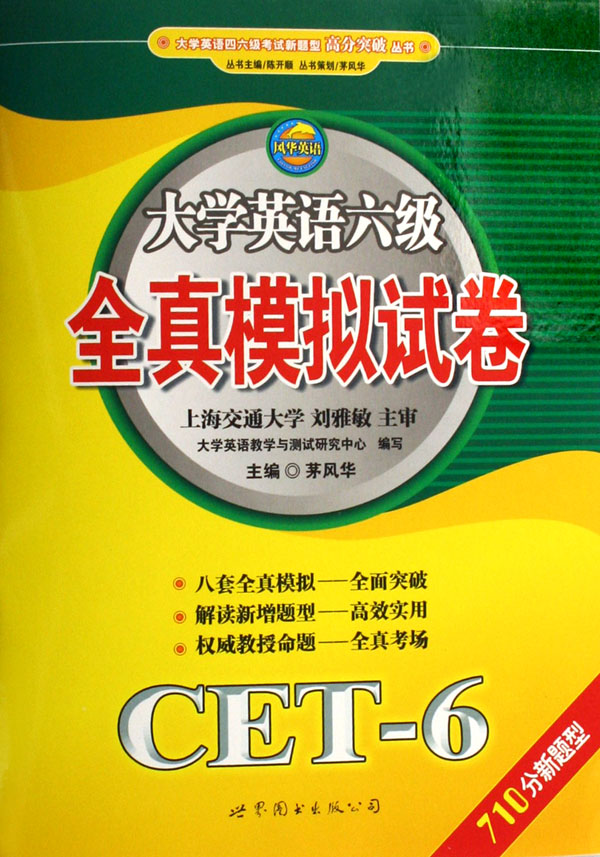 大学英语四六级考试新题型 高分突破 丛书
丛书主编/陈开顺 丛书策划/茅风华
风华英语
大学英语六级
全真模拟试卷
上海交通大学 刘雅敏 主审
大学英语教学与测试研究中心 编写
主编◎茅风华
八套全真模拟——全面突破
解读新增题型——高效实用
权威教授命题——全真考场
CET-6
710分新题型
世界图书出版公司